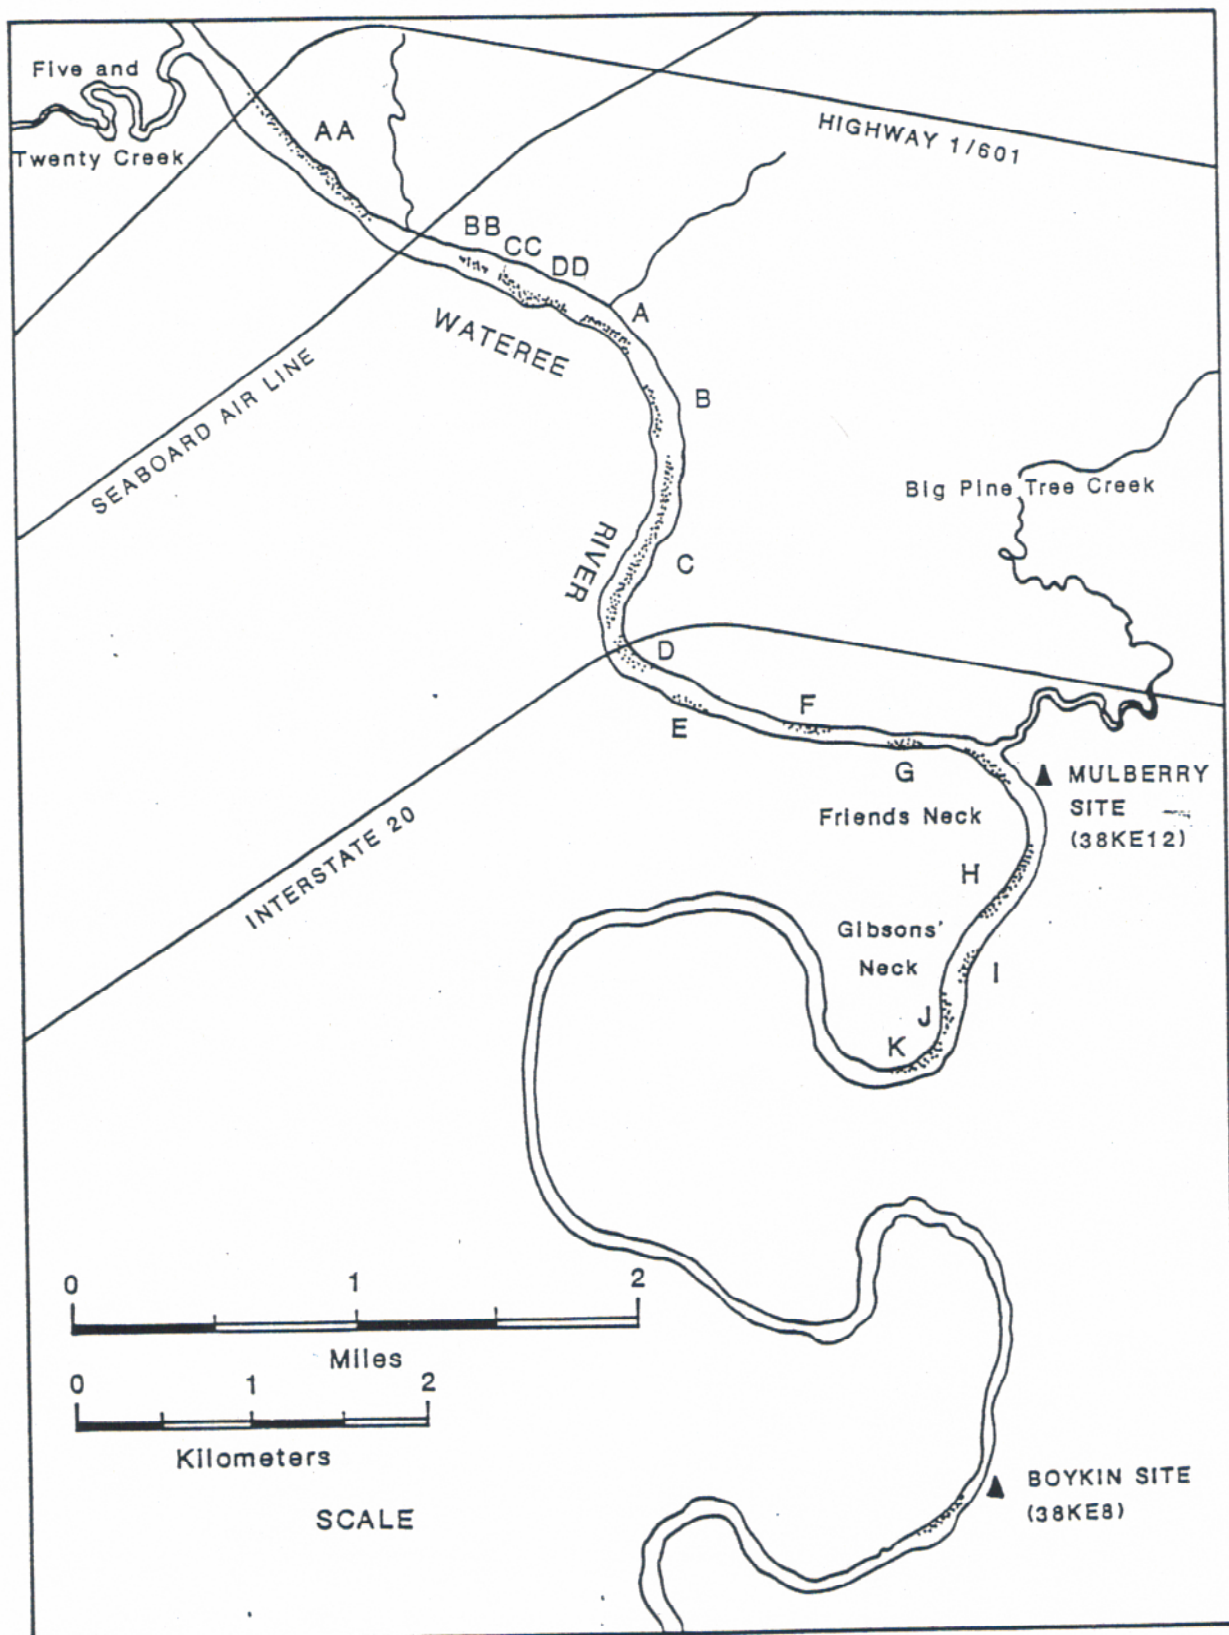 Five and
Twenty Creek
AA
HIGHWAY 1/601
BB
CC
DD
A
WATEREE
B
SEABOARD AIR LINE
Big Pine Tree Creek
RIVER
C
D
F
E
G
MULBERRY
SITE
(38KE12)
Friends Neck
INTERSTATE 20
H
Gibsons'
Neck
I
J
K
0 1 2
Miles
0 1 2
Kilometers
SCALE
BOYKIN SITE
(38KE8)